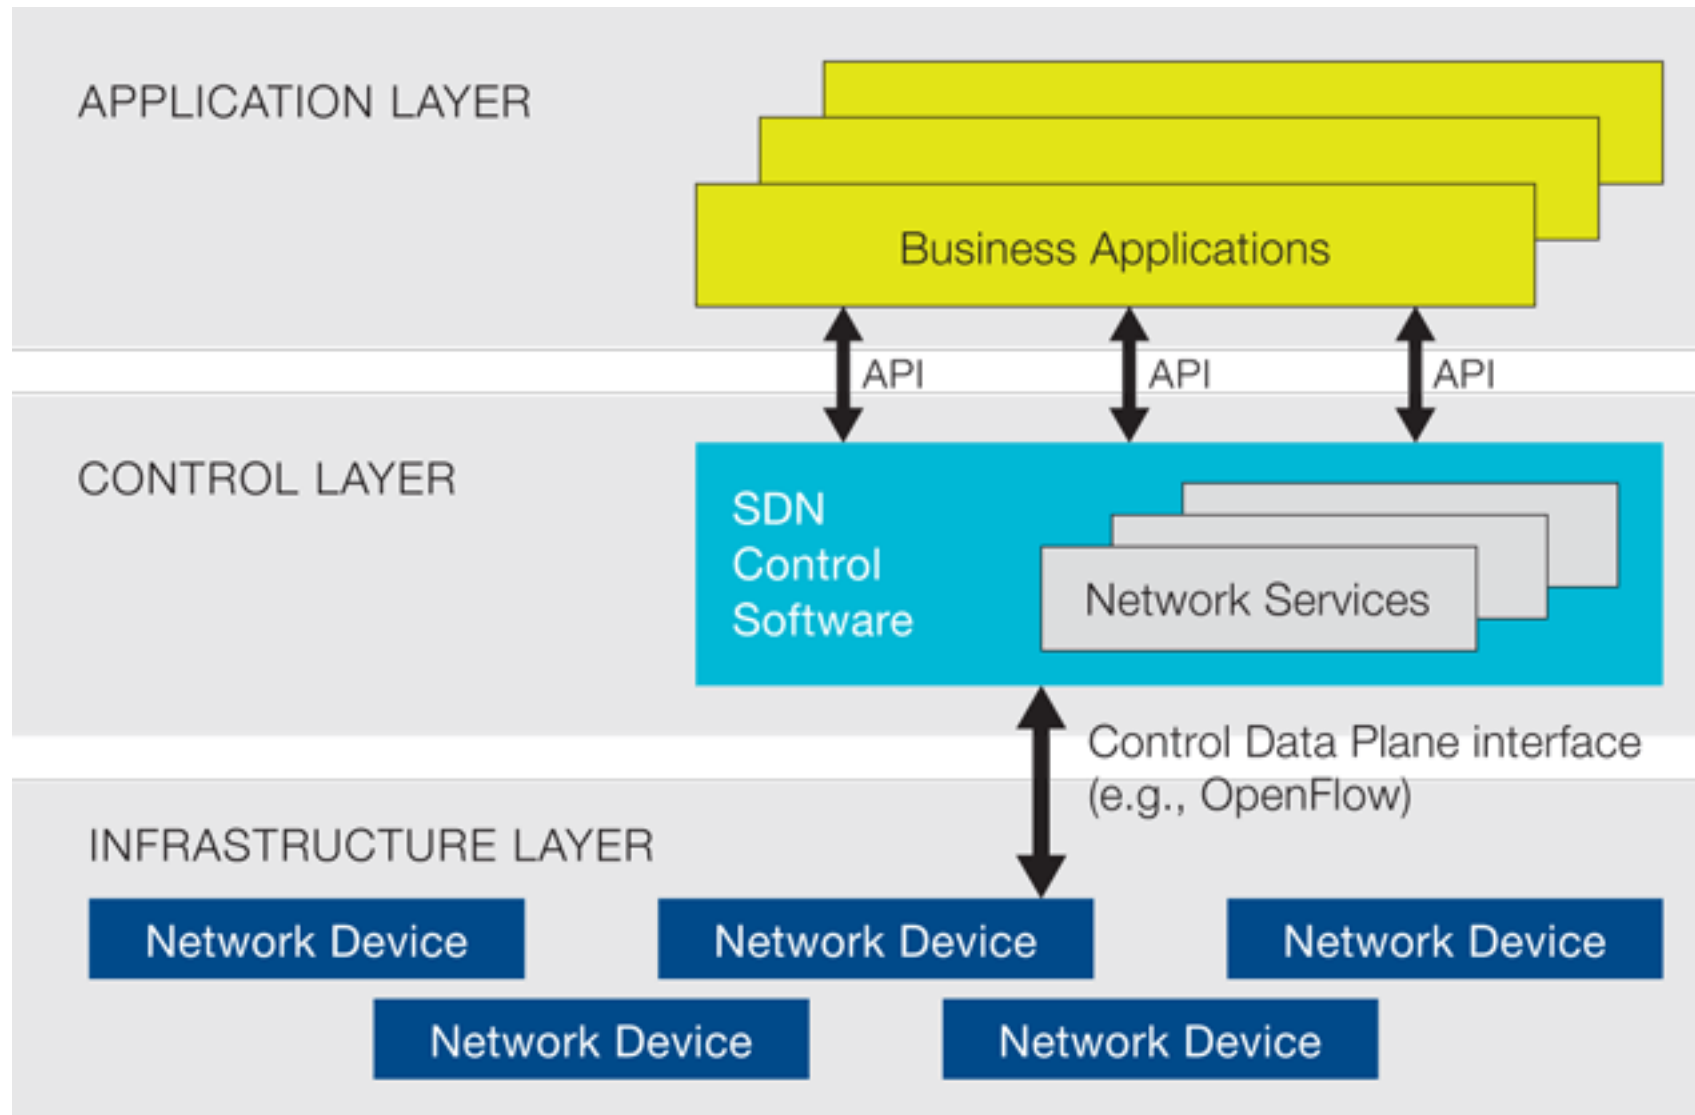 APPLICATION LAYER
Business Applications
API
API
API
CONTROL LAYER
SDN
Control
Software
Network Services
Control Data Plane interface
(e.g., OpenFlow)
INFRASTRUCTURE LAYER
Network Device
Network Device
Network Device
Network Device
Network Device